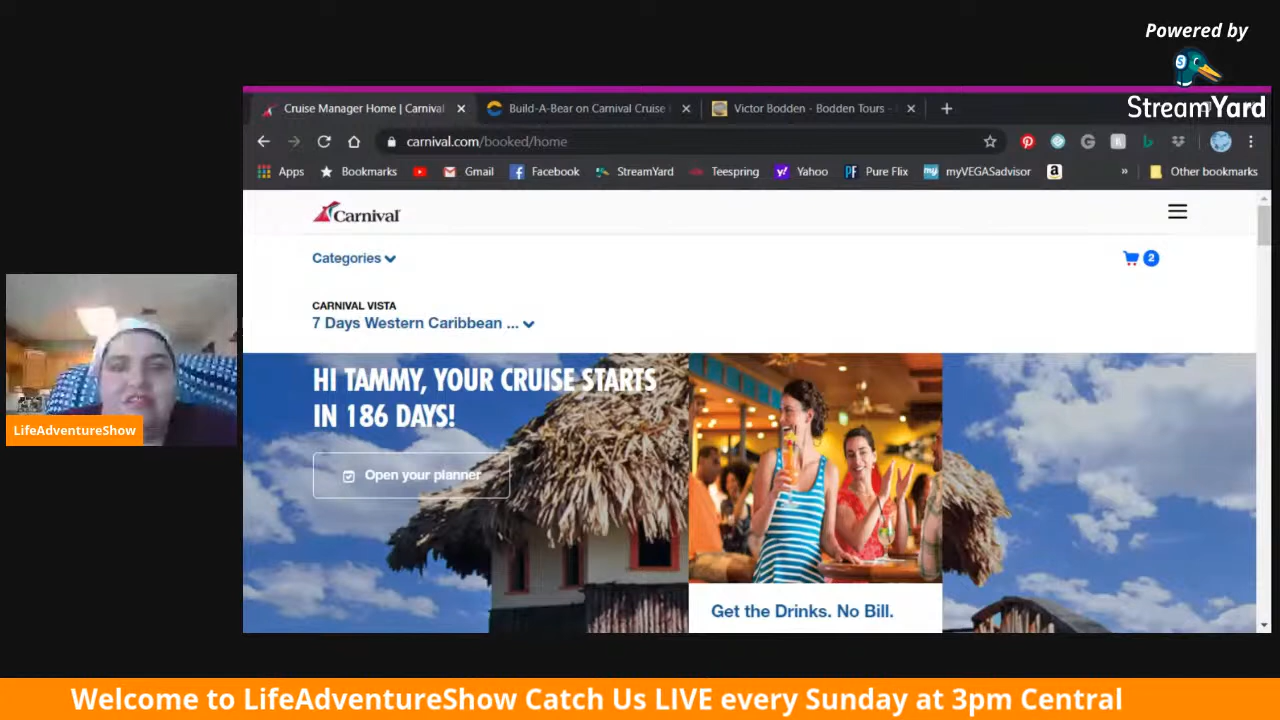 Powered by
StreamYard
Cruise Manager Home | Carnival
Build-A-Bear on Carnival Cruise
Victor Bodden - Bodden Tours -
carnival.com/booked/home
Apps
Bookmarks
Gmail
Facebook
StreamYard
Teespring
Yahoo
PF Pure Flix
my myVEGASadvisor
a
»
Other bookmarks
Carnival
Categories
2
CARNIVAL VISTA
7 Days Western Caribbean ...
HI TAMMY, YOUR CRUISE STARTS
IN 186 DAYS!
Open your planner
Get the Drinks. No Bill.
LifeAdventureShow
Welcome to LifeAdventureShow Catch Us LIVE every Sunday at 3pm Central